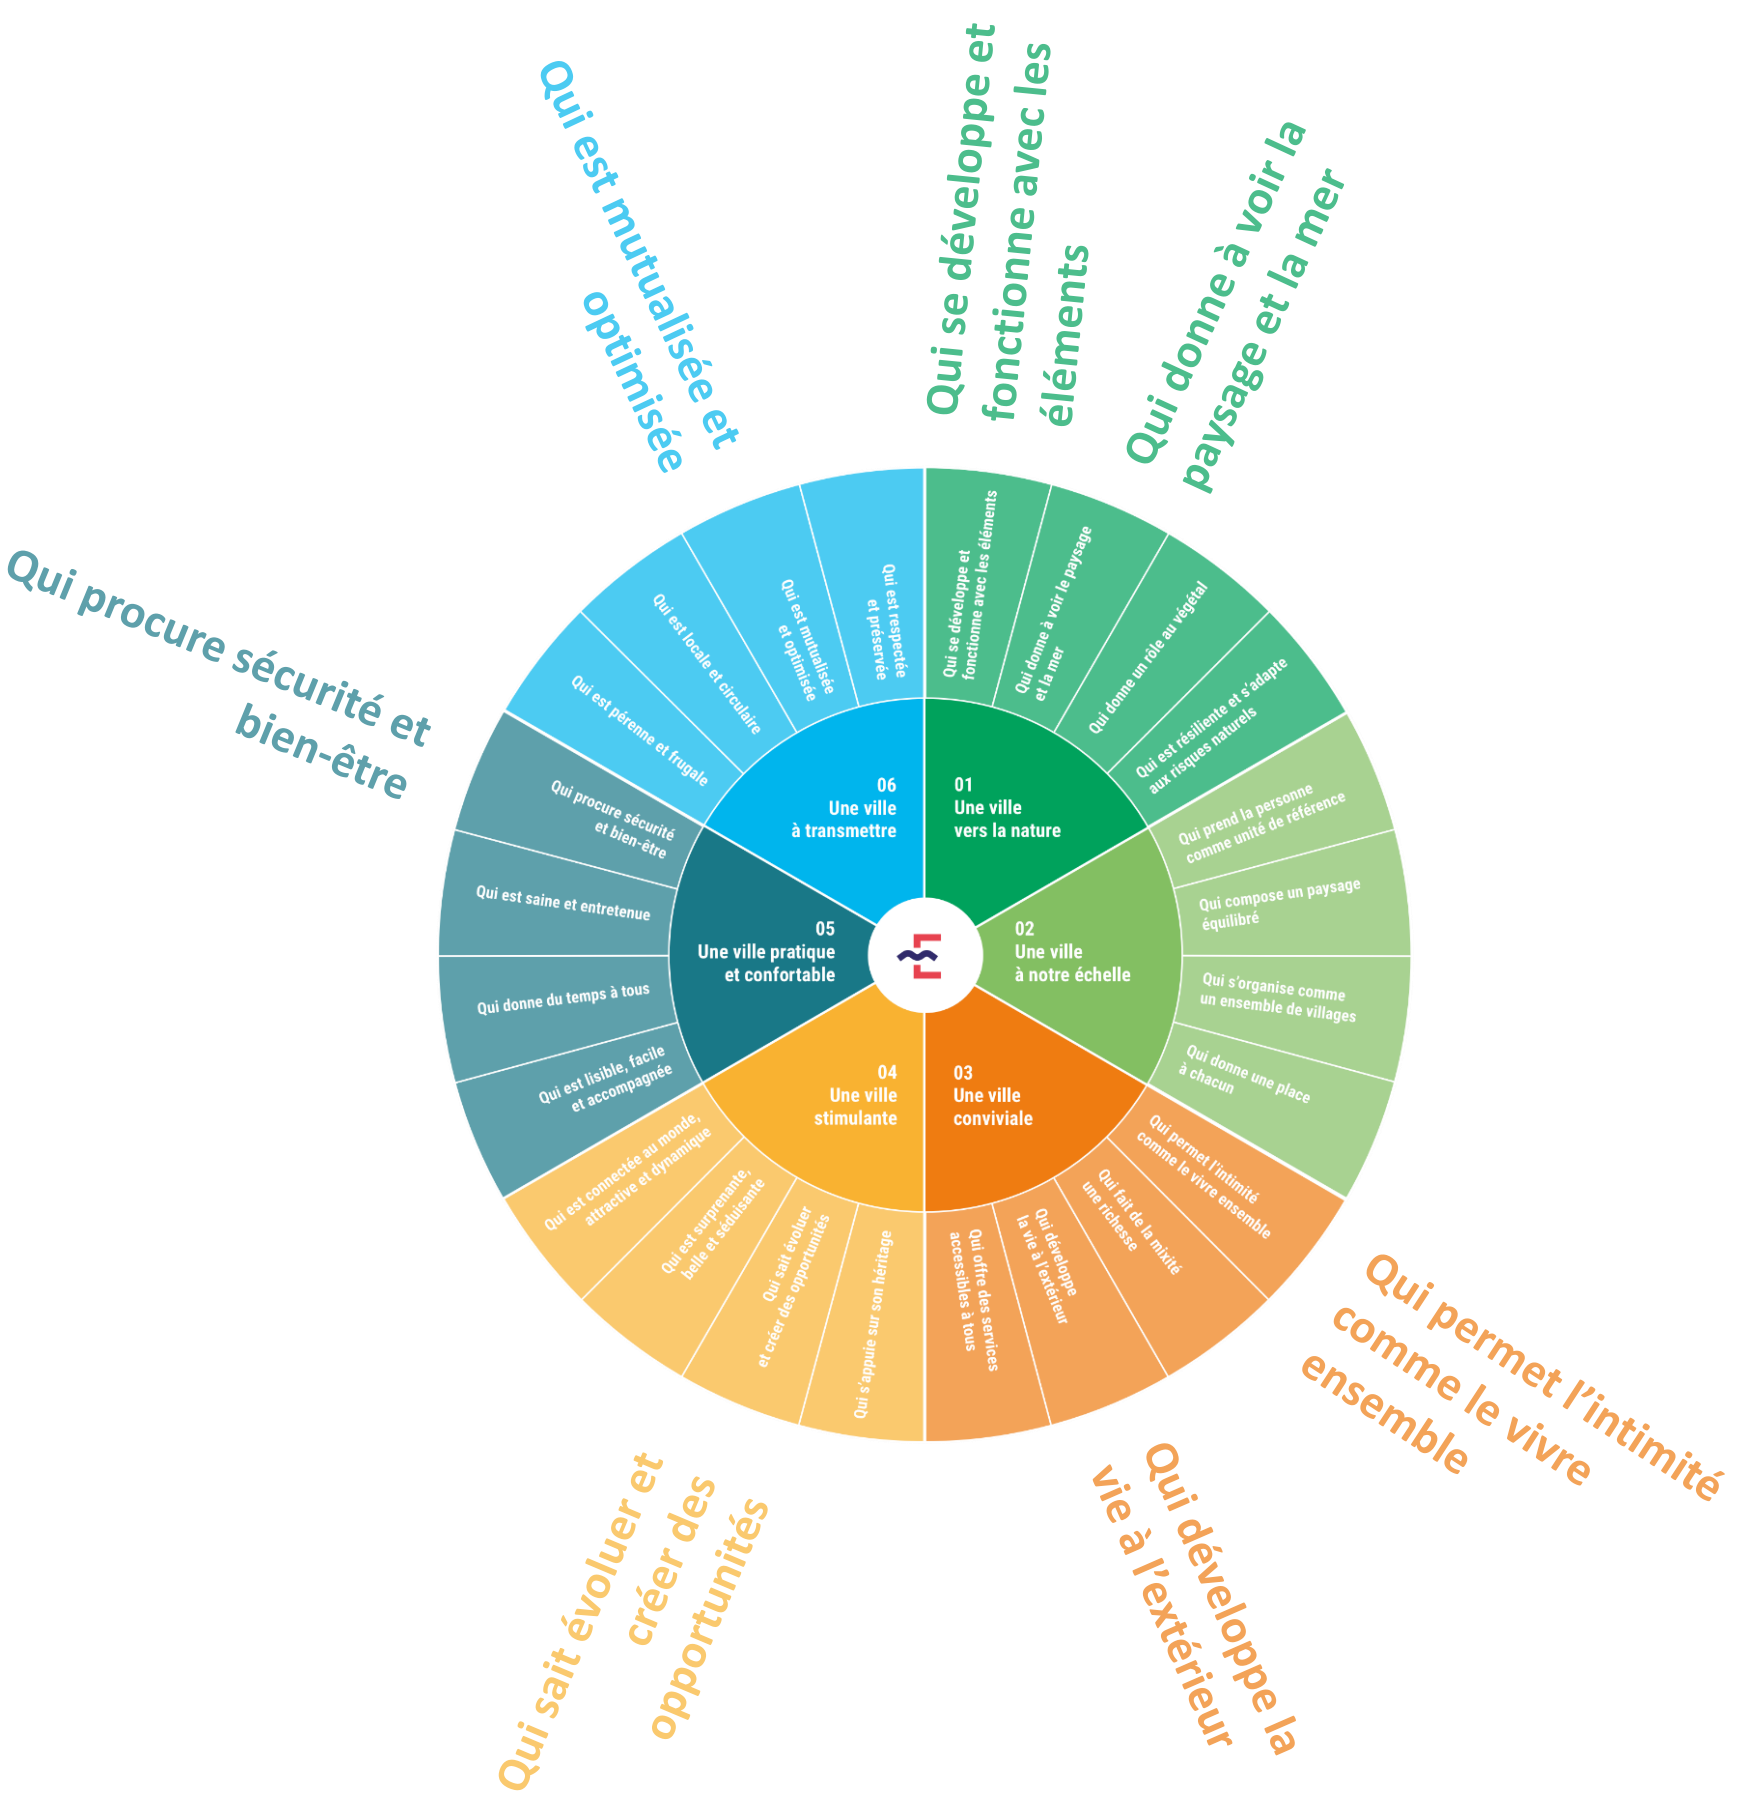 Qui se développe et
fonctionne avec les
éléments
Qui donne à voir la
paysage et la mer
Qui permet l'intimité
comme le vivre
ensemble
Qui développe la
vie à l'extérieur
Qui sait évoluer et
créer des
opportunités
Qui procure sécurité et
bien-être
Qui est mutualisée et
optimisée
01
Une ville
vers la nature
Qui se développe et
fonctionne avec les éléments
Qui donne à voir le paysage
et la mer
Qui donne un rôle au végétal
Qui est résiliente et s'adapte
aux risques naturels
02
Une ville
à notre échelle
Qui prend la personne
comme unité de référence
Qui compose un paysage
équilibré
Qui s'organise comme
un ensemble de villages
Qui donne une place
à chacun
03
Une ville
conviviale
Qui permet l'intimité
comme le vivre ensemble
Qui fait de la mixité
une richesse
Qui développe
la vie à l'extérieur
Qui offre des services
accessibles à tous
04
Une ville
stimulante
Qui s'appuie sur son héritage
Qui sait évoluer
et créer des opportunités
Qui est surprenante,
belle et séduisante
Qui est connectée au monde,
attractive et dynamique
05
Une ville pratique
et confortable
Qui est lisible, facile
et accompagnée
Qui donne du temps à tous
Qui est saine et entretenue
Qui procure sécurité
et bien-être
06
Une ville
à transmettre
Qui est pérenne et frugale
Qui est locale et circulaire
Qui est mutualisée
et optimisée
Qui est respectée
et préservée